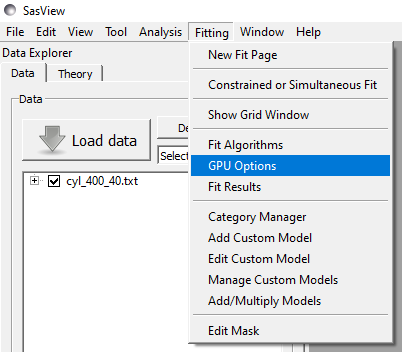 SasView
File Edit View Tool Analysis Fitting Window Help
Data Explorer
Data Theory
Data
Load data
De
Select
cyl_400_40.txt
New Fit Page
Constrained or Simultaneous Fit
Show Grid Window
Fit Algorithms
GPU Options
Fit Results
Category Manager
Add Custom Model
Edit Custom Model
Manage Custom Models
Add/Multiply Models
Edit Mask